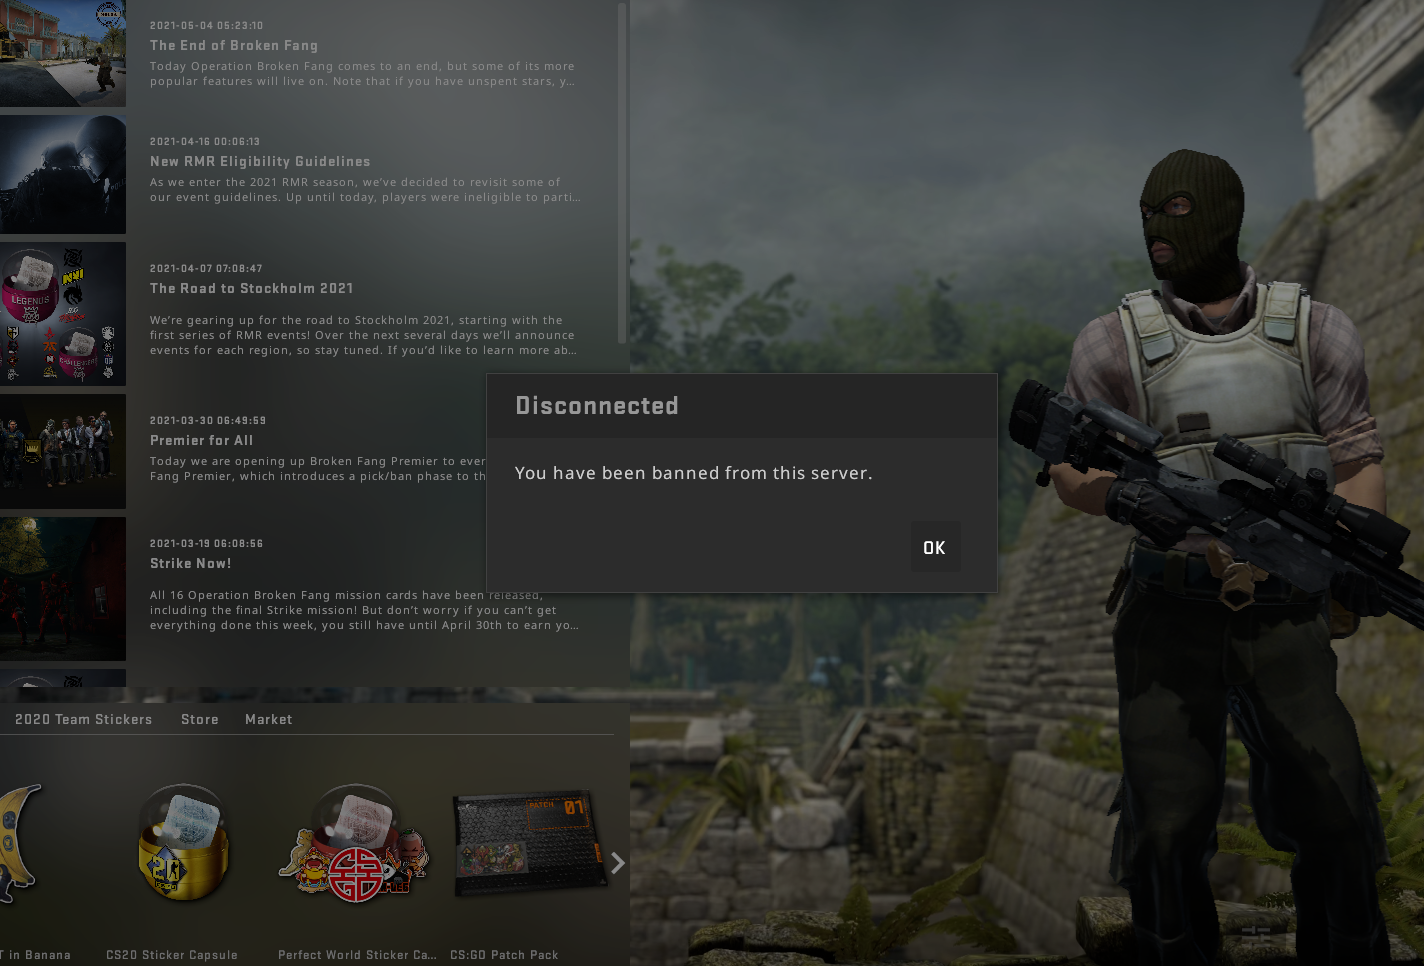 2021-05-04 05:23:10
The End of Broken Fang
Today Operation Broken Fang comes to an end, but some of its more
popular features will live on. Note that if you have unspent stars, y…
2021-04-16 00:06:13
New RMR Eligibility Guidelines
As we enter the 2021 RMR season, we've decided to revisit some of
our event guidelines. Up until today, players were ineligible to parti…
2021-04-07 07:08:47
The Road to Stockholm 2021
We're gearing up for the road to Stockholm 2021, starting with the
first series of RMR events! Over the next several days we'll announce
events for each region, so stay tuned. If you'd like to learn more ab…
LEGENDS
CHALLENGERS
2021-03-30 06:49:59
Premier for All
Today we are opening up Broken Fang Premier to ever
Fang Premier, which introduces a pick/ban phase to th
Disconnected
You have been banned from this server.
OK
2021-03-19 06:08:56
Strike Now!
All 16 Operation Broken Fang mission cards have been released,
including the final Strike mission! But don't worry if you can't get
everything done this week, you still have until April 30th to earn yo…
2020 Team Stickers
Store
Market
PATCH 01
T in Banana
CS20 Sticker Capsule
Perfect World Sticker Ca…
CS:GO Patch Pack